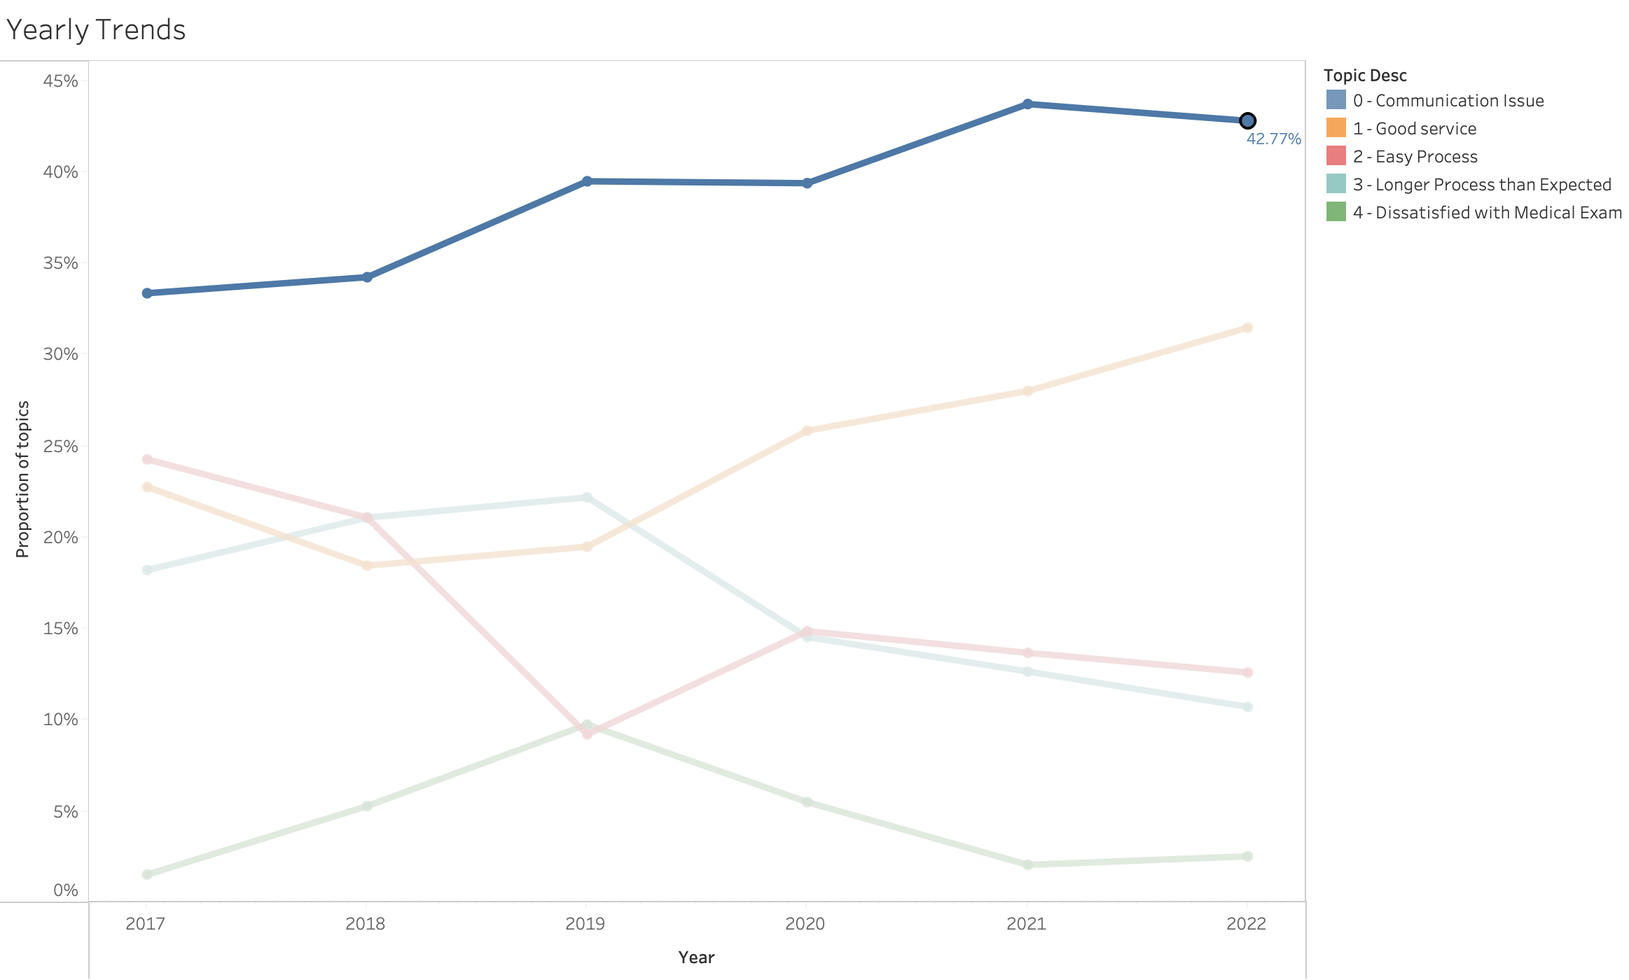 Yearly Trends
Topic Desc
0 - Communication Issue
1 - Good service
2 - Easy Process
3 - Longer Process than Expected
4 - Dissatisfied with Medical Exam
45%
40%
35%
30%
25%
20%
15%
10%
5%
0%
Proportion of topics
42.77%
2017
2018
2019
2020
2021
2022
Year